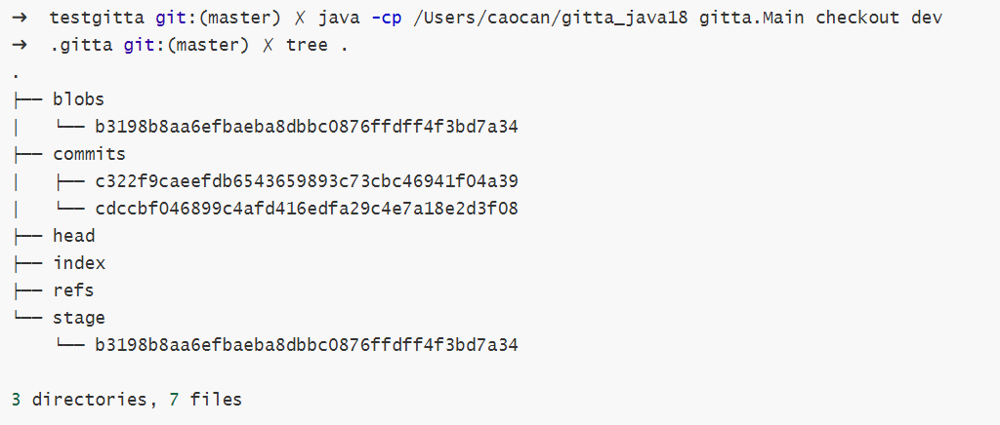 ➜  testgitta git:(master) ✗ java -cp /Users/caocan/gitta_java18 gitta.Main checkout dev
➜  .gitta git:(master) ✗ tree .
.
├── blobs
│   └── b3198b8aa6efbaeba8dbbc0876ffdff4f3bd7a34
├── commits
│   ├── c322f9caeefdb6543659893c73cbc46941f04a39
│   └── cdccbf046899c4afd416edfa29c4e7a18e2d3f08
├── head
├── index
├── refs
└── stage
    └── b3198b8aa6efbaeba8dbbc0876ffdff4f3bd7a34
3 directories, 7 files